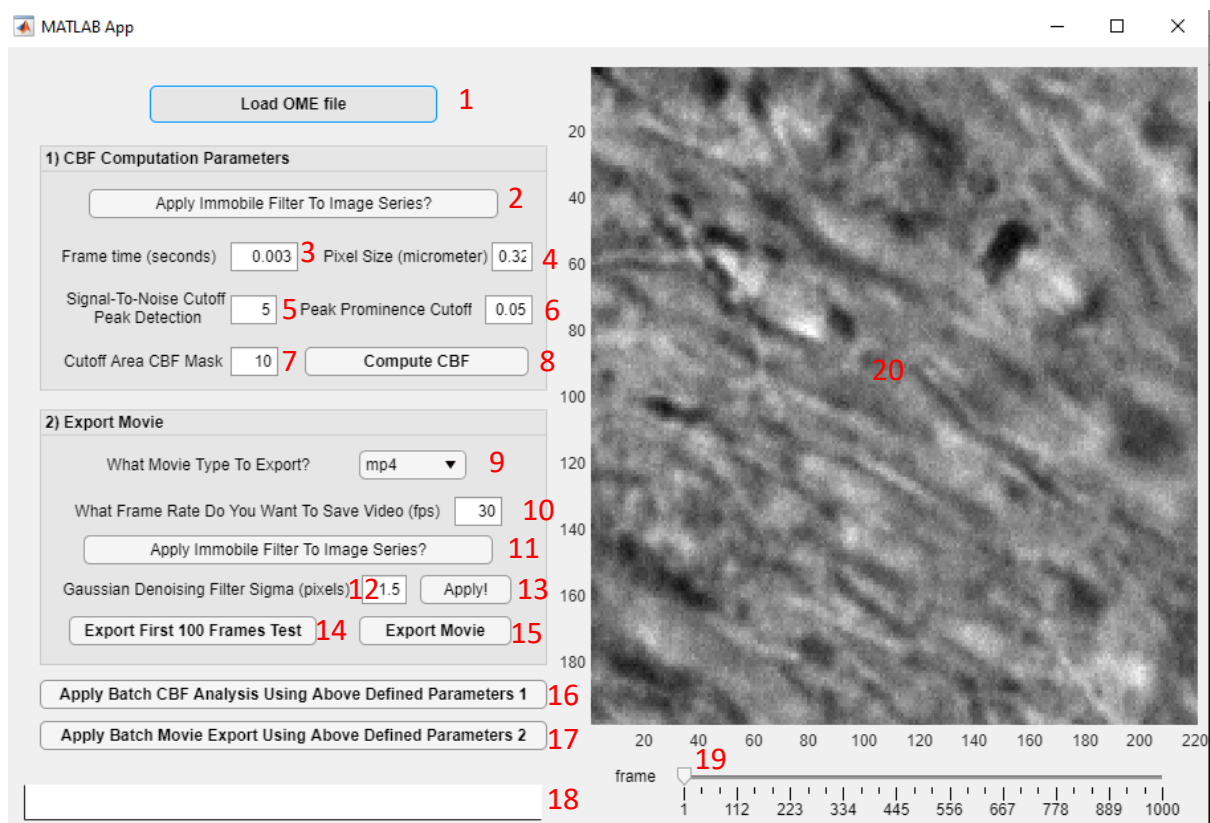 MATLAB App
Load OME file 1
1) CBF Computation Parameters
Apply Immobile Filter To Image Series? 2
Frame time (seconds) 0.003 3 Pixel Size (micrometer) 0.32 4
Signal-To-Noise Cutoff
Peak Detection 5 5 Peak Prominence Cutoff 0.05 6
Cutoff Area CBF Mask 10 7 Compute CBF 8
2) Export Movie
What Movie Type To Export? mp4 9
What Frame Rate Do You Want To Save Video (fps) 30 10
Apply Immobile Filter To Image Series? 11
Gaussian Denoising Filter Sigma (pixels) 12 1.5 Apply! 13
Export First 100 Frames Test 14 Export Movie 15
Apply Batch CBF Analysis Using Above Defined Parameters 1 16
Apply Batch Movie Export Using Above Defined Parameters 2 17
18
20
40
60
80
20
100
120
140
160
180
20 40 60 80 100 120 140 160 180 200 220
19
frame
1 112 223 334 445 556 667 778 889 1000